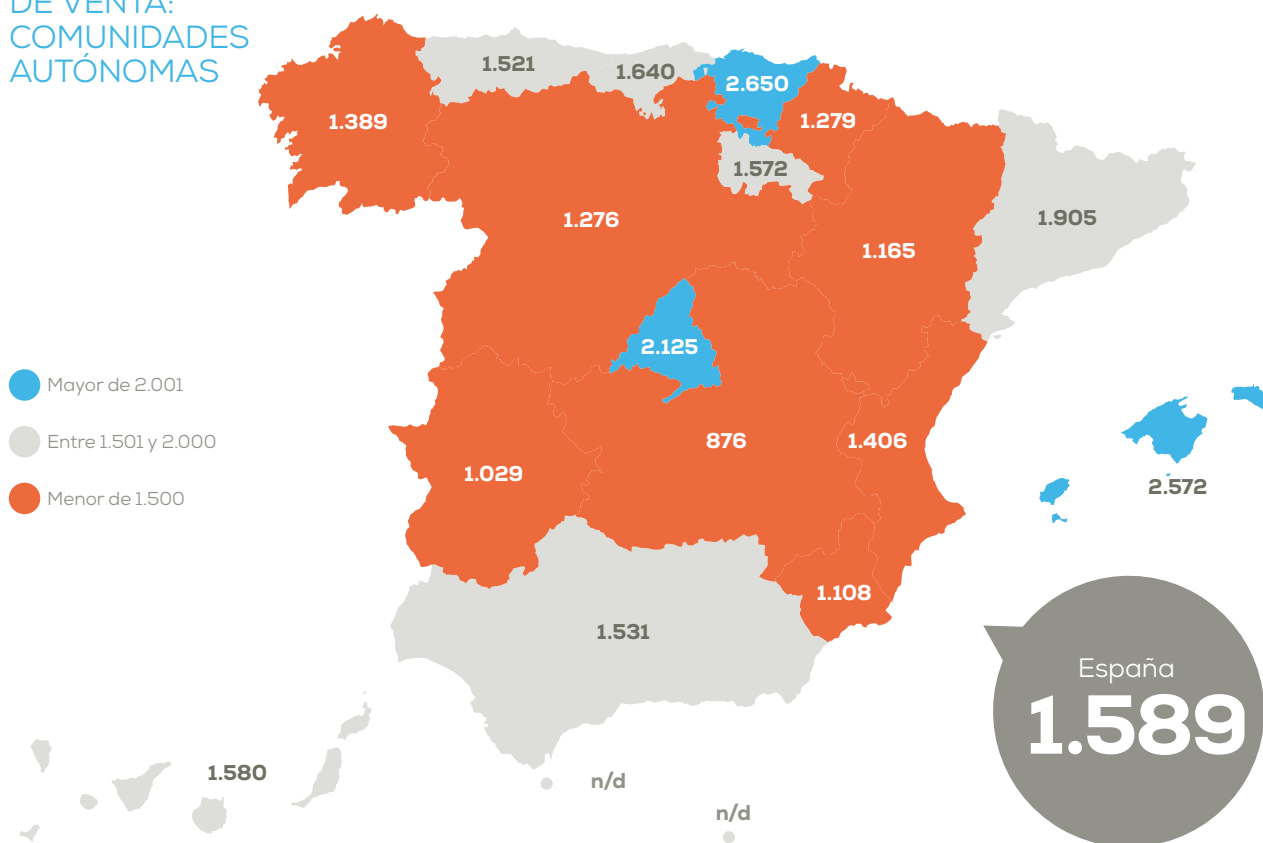 DE VENTA:
COMUNIDADES
AUTÓNOMAS
1.521
1.640
2.650
1.389
1.279
1.572
1.276
1.905
1.165
2.125
Mayor de 2.001
Entre 1.501 y 2.000
Menor de 1.500
876
1.406
1.029
2.572
1.108
1.531
España
1.589
1.580
n/d
n/d